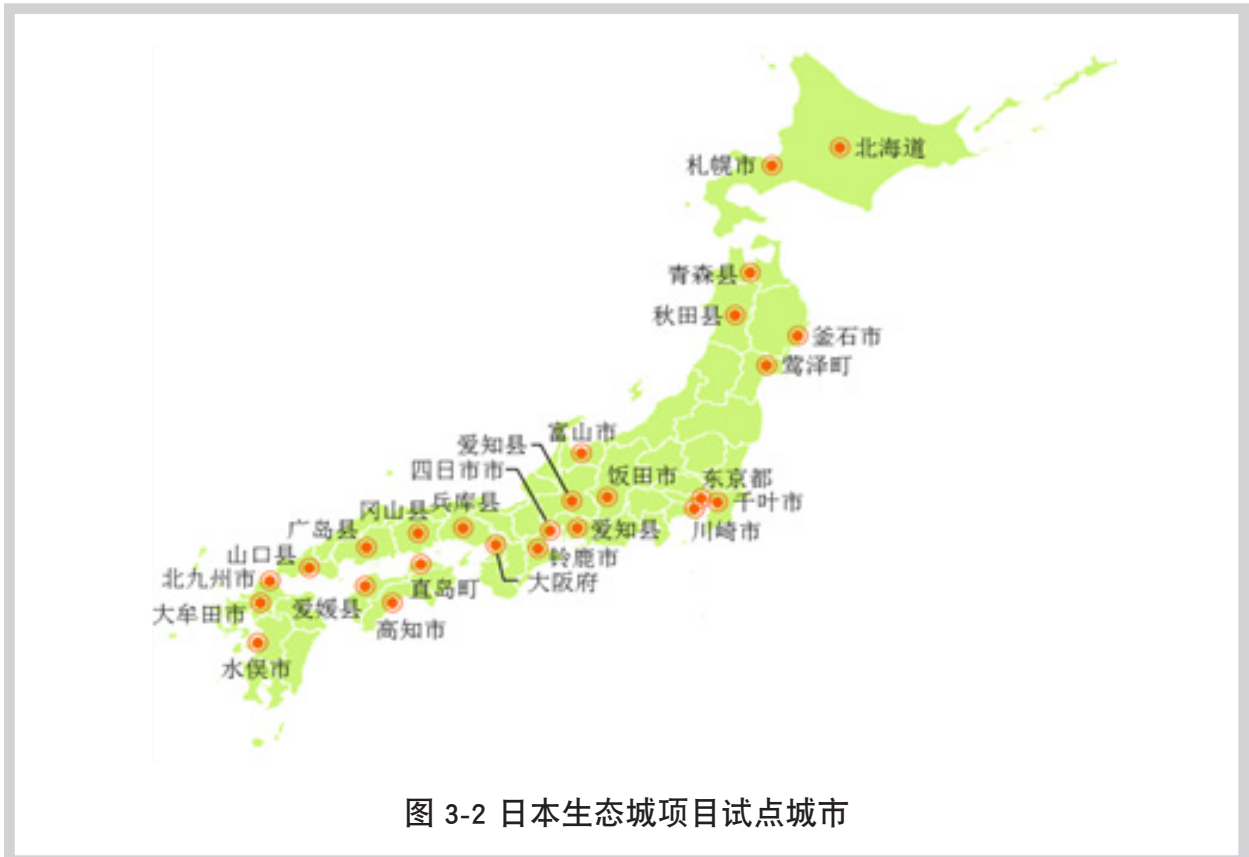 北海道
札幌市
青森县
秋田县
釜石市
莺泽町
富山市
爱知县
四日市市
饭田市
东京都
千叶市
川崎市
兵库县
冈山县
广岛县
爱知县
铃鹿市
大阪府
山口县
北九州市
直岛町
大牟田市
爱媛县
高知市
水俣市
图 3-2 日本生态城项目试点城市